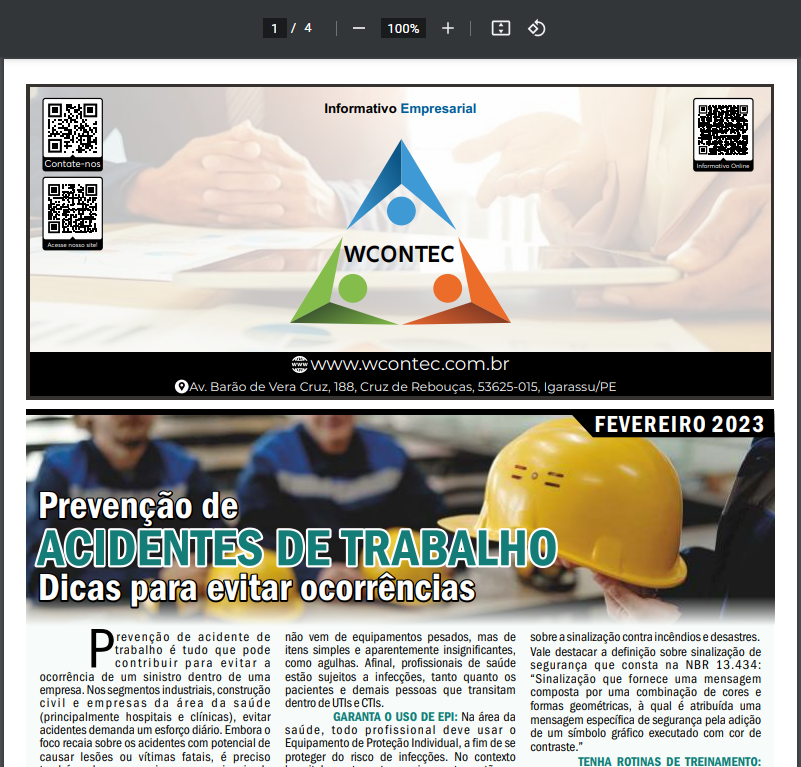 1 / 4
100%
Informativo Empresarial
Contate-nos
Acesse nosso site!
Informativo Online
WCONTEC
www
www.wcontec.com.br
Av. Barão de Vera Cruz, 188, Cruz de Rebouças, 53625-015, Igarassu/PE
FEVEREIRO 2023
Prevenção de
ACIDENTES DE TRABALHO
Dicas para evitar ocorrências
Prevenção de acidente de
trabalho é tudo que pode
contribuir para evitar a
ocorrência de um sinistro dentro de uma
empresa. Nos segmentos industriais, construção
civil e empresas da área da saúde
(principalmente hospitais e clínicas), evitar
acidentes demanda um esforço diário. Embora o
foco recaia sobre os acidentes com potencial de
causar lesões ou vítimas fatais, é preciso
não vem de equipamentos pesados, mas de
itens simples e aparentemente insignificantes,
como agulhas. Afinal, profissionais de saúde
estão sujeitos a infecções, tanto quanto os
pacientes e demais pessoas que transitam
dentro de UTIs e CTIs.
GARANTA O USO DE EPI: Na área da
saúde, todo profissional deve usar o
Equipamento de Proteção Individual, a fim de se
proteger do risco de infecções. No contexto
sobre a sinalização contra incêndios e desastres.
Vale destacar a definição sobre sinalização de
segurança que consta na NBR 13.434:
“Sinalização que fornece uma mensagem
composta por uma combinação de cores e
formas geométricas, à qual é atribuída uma
mensagem específica de segurança pela adição
de um símbolo gráfico executado com cor de
contraste.”
TENHA ROTINAS DE TREINAMENTO: